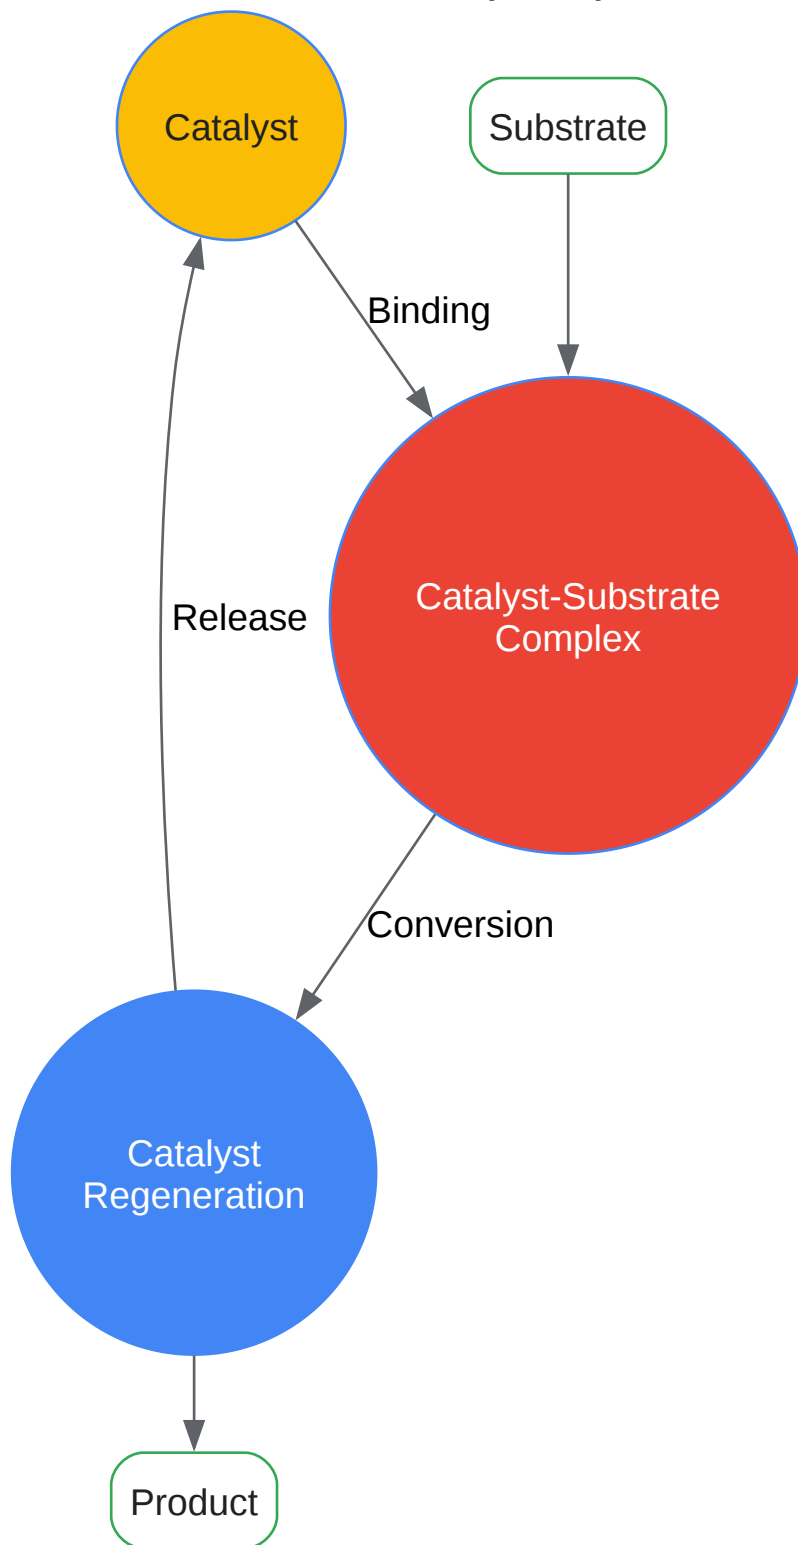 Catalyst
Substrate
Binding
Catalyst-Substrate
Complex
Release
Conversion
Catalyst
Regeneration
Product